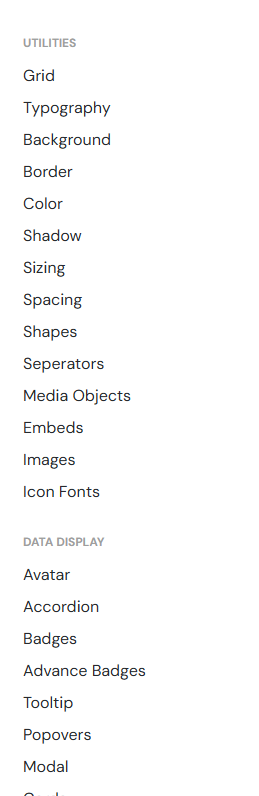 UTILITIES
Grid
Typography
Background
Border
Color
Shadow
Sizing
Spacing
Shapes
Seperators
Media Objects
Embeds
Images
Icon Fonts
DATA DISPLAY
Avatar
Accordion
Badges
Advance Badges
Tooltip
Popovers
Modal